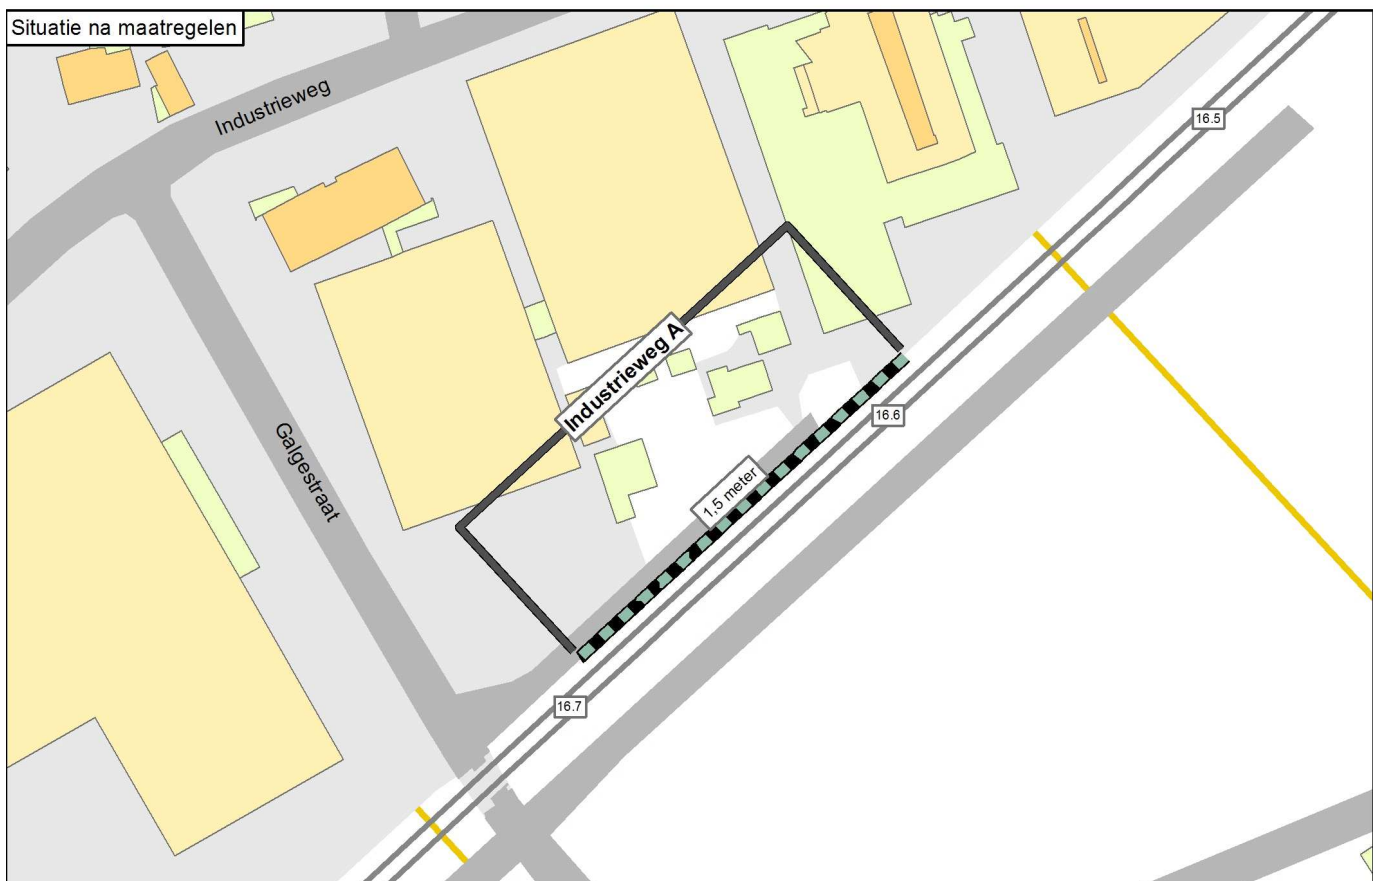 Situatie na maatregelen
Industrieweg
16.5
Industrieweg A
16.6
Galgestraat
1,5 meter
16.7